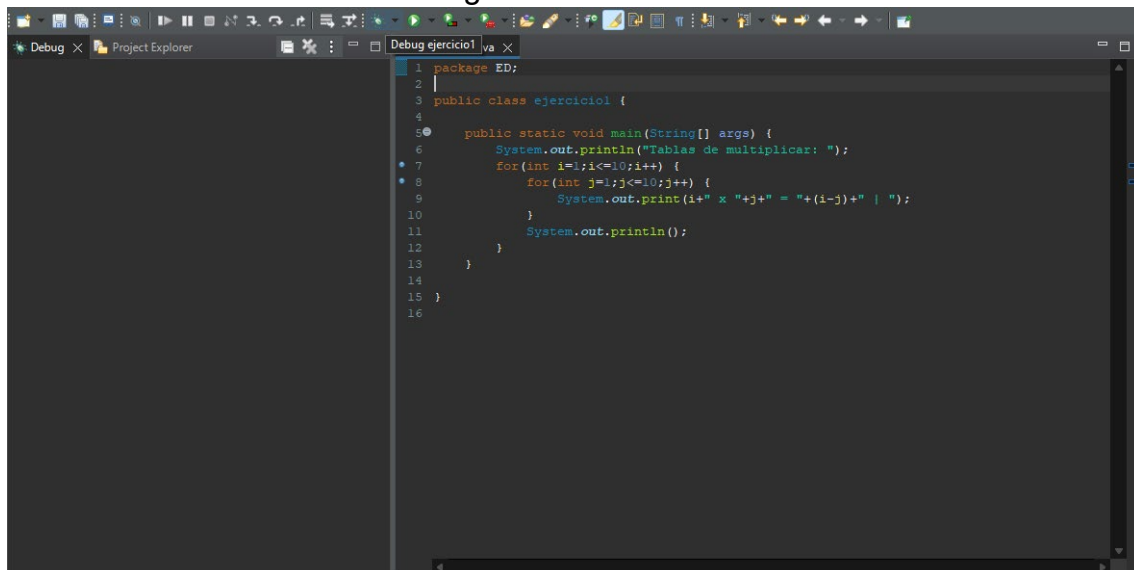 Debug Project Explorer Debug ejercicio1 va
1 package ED;
2
3 public class ejercicio1 {
4
5 public static void main(String[] args) {
6 System.out.println("Tablas de multiplicar: ");
7 for(int i=1;i<=10;i++) {
8 for(int j=1;j<=10;j++) {
9 System.out.print(i+" x "+j+" = "+(i-j)+" | ");
10 }
11 System.out.println();
12 }
13 }
14
15 }
16